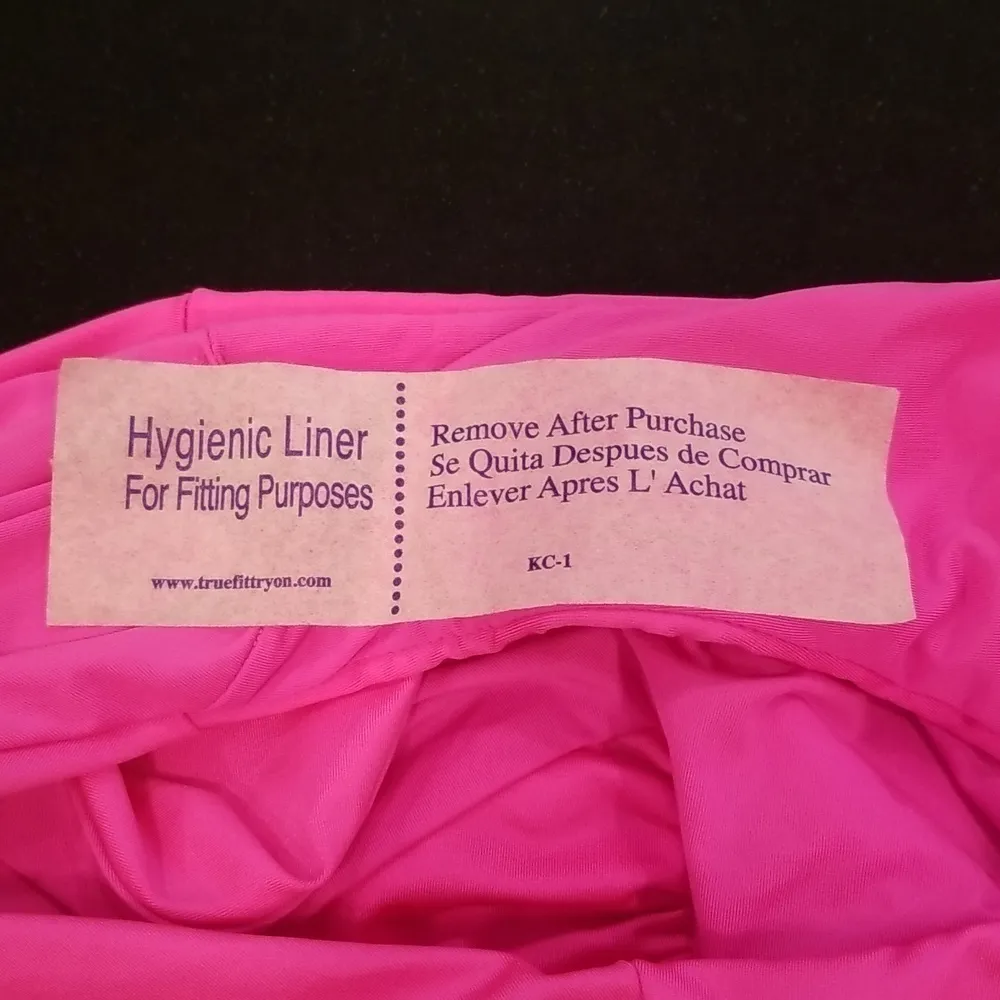 Hygienic Liner
For Fitting Purposes
www.truefittryon.com
Remove After Purchase
Se Quita Despues de Comprar
Enlever Apres L' Achat
KC-1